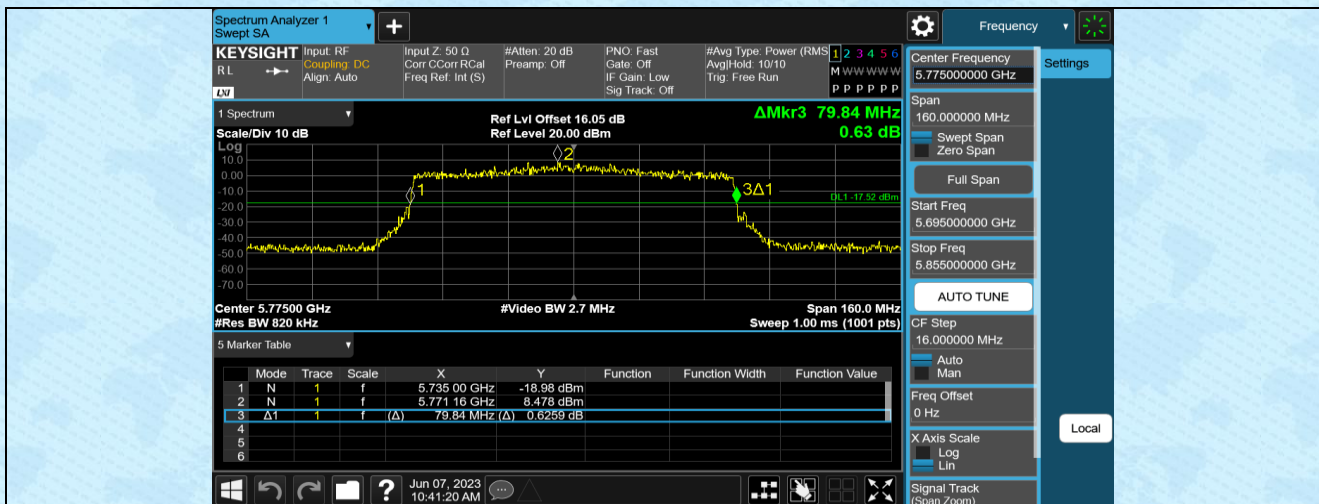 Spectrum Analyzer 1
Swept SA
Frequency
KEYSIGHT
R L
LXI
Input: RF
Coupling: DC
Align: Auto
Input Z: 50 Ω
Corr CCorr RCal
Freq Ref: Int (S)
#Atten: 20 dB
Preamp: Off
PNO: Fast
Gate: Off
IF Gain: Low
Sig Track: Off
#Avg Type: Power (RMS
Avg|Hold: 10/10
Trig: Free Run
1 2 3 4 5 6
M W W W W W
P P P P P P
1 Spectrum
Scale/Div 10 dB
Ref Lvl Offset 16.05 dB
Ref Level 20.00 dBm
ΔMkr3 79.84 MHz
0.63 dB
Log
10.0
0.00
-10.0
-20.0
-30.0
-40.0
-50.0
-60.0
-70.0
1
2
3Δ1
DL1 -17.52 dBm
Center 5.77500 GHz
#Video BW 2.7 MHz
Span 160.0 MHz
#Res BW 820 kHz
Sweep 1.00 ms (1001 pts)
5 Marker Table
Mode Trace Scale X Y Function Function Width Function Value
1 N 1 f 5.735 00 GHz -18.98 dBm
2 N 1 f 5.771 16 GHz 8.478 dBm
3 Δ1 1 f (Δ) 79.84 MHz (Δ) 0.6259 dB
4
5
6
?
Jun 07, 2023
10:41:20 AM
Center Frequency
5.775000000 GHz
Settings
Span
160.000000 MHz
Swept Span
Zero Span
Full Span
Start Freq
5.695000000 GHz
Stop Freq
5.855000000 GHz
AUTO TUNE
CF Step
16.000000 MHz
Auto
Man
Freq Offset
0 Hz
Local
X Axis Scale
Log
Lin
Signal Track
(Span Zoom)